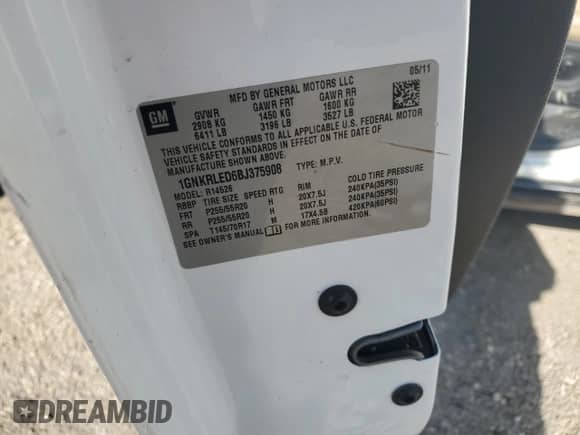 05/11
MFD BY GENERAL MOTORS LLC
GM
GVWR GAWR FRT GAWR RR
2908 KG 1450 KG 1600 KG
6411 LB 3196 LB 3527 LB
THIS VEHICLE CONFORMS TO ALL APPLICABLE U.S. FEDERAL MOTOR
VEHICLE SAFETY STANDARDS IN EFFECT ON THE DATE OF
MANUFACTURE SHOWN ABOVE.
1GNKRLED6BJ375908 TYPE: M.P.V.
MODEL: R14526
RBBP TIRE SIZE SPEED RTG RIM COLD TIRE PRESSURE
FRT P255/55R20 H 20X7.5J 240KPA(35PSI)
RR P255/55R20 H 20X7.5J 240KPA(35PSI)
SPA T145/70R17 M 17X4.5B 420KPA(60PSI)
SEE OWNER'S MANUAL
DREAMBID